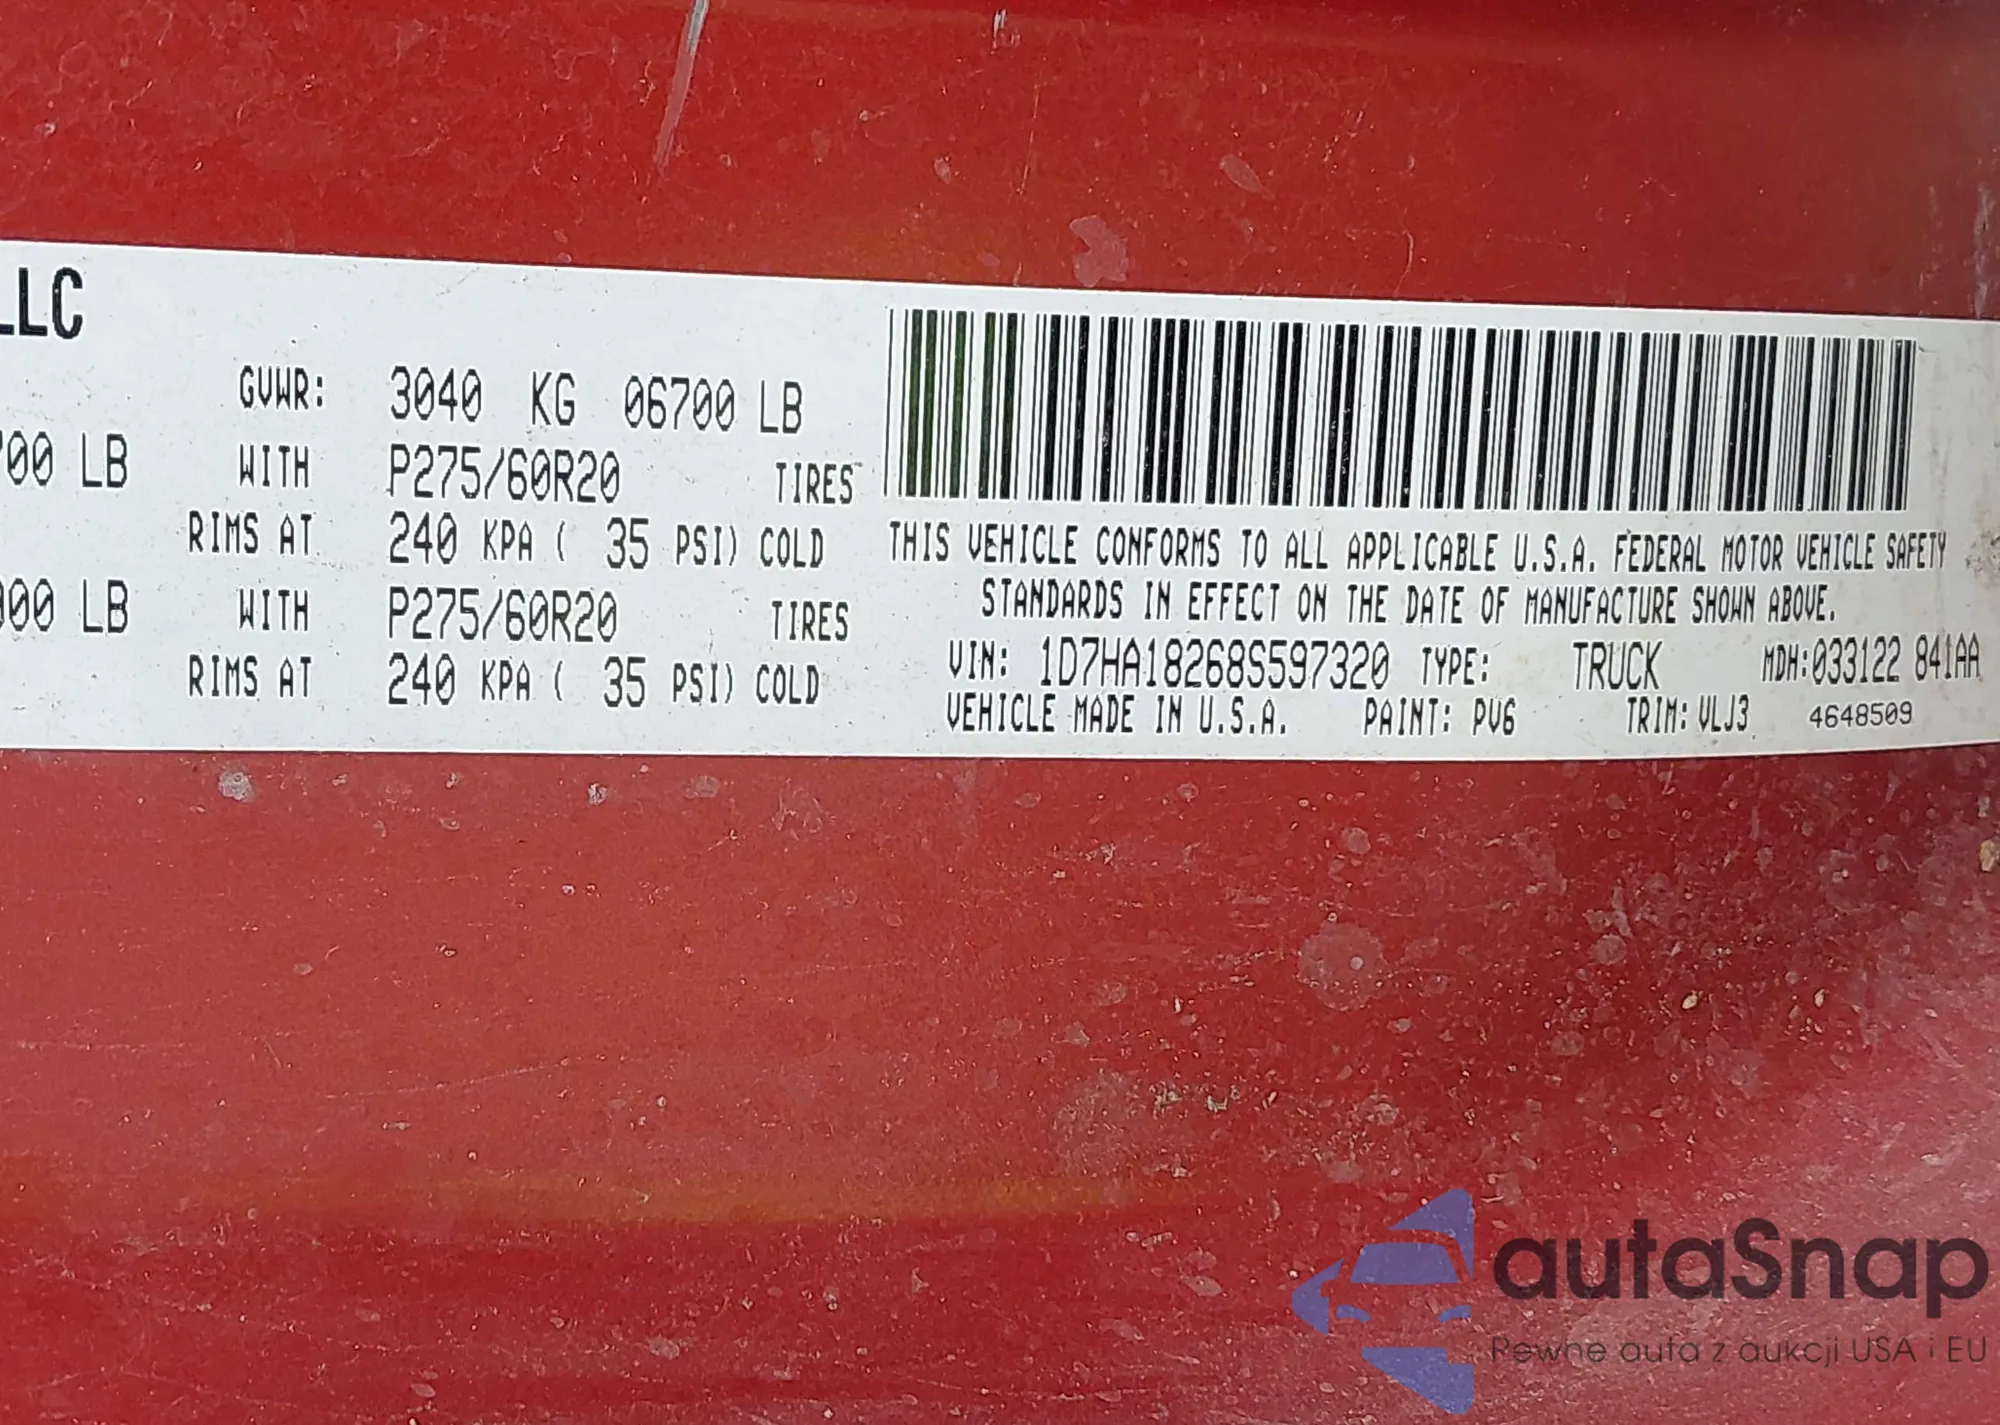 LLC
GVWR: 3040 KG 06700 LB
700 LB WITH P275/60R20 TIRES
RIMS AT 240 KPA ( 35 PSI) COLD
900 LB WITH P275/60R20 TIRES
RIMS AT 240 KPA ( 35 PSI) COLD
THIS VEHICLE CONFORMS TO ALL APPLICABLE U.S.A. FEDERAL MOTOR VEHICLE SAFETY
STANDARDS IN EFFECT ON THE DATE OF MANUFACTURE SHOWN ABOVE.
VIN: 1D7HA18268S597320 TYPE: TRUCK MDH:033122 841AA
VEHICLE MADE IN U.S.A. PAINT: PV6 TRIM: VLJ3 4648509
autaSnap
Pewne auta z aukcji USA i EU